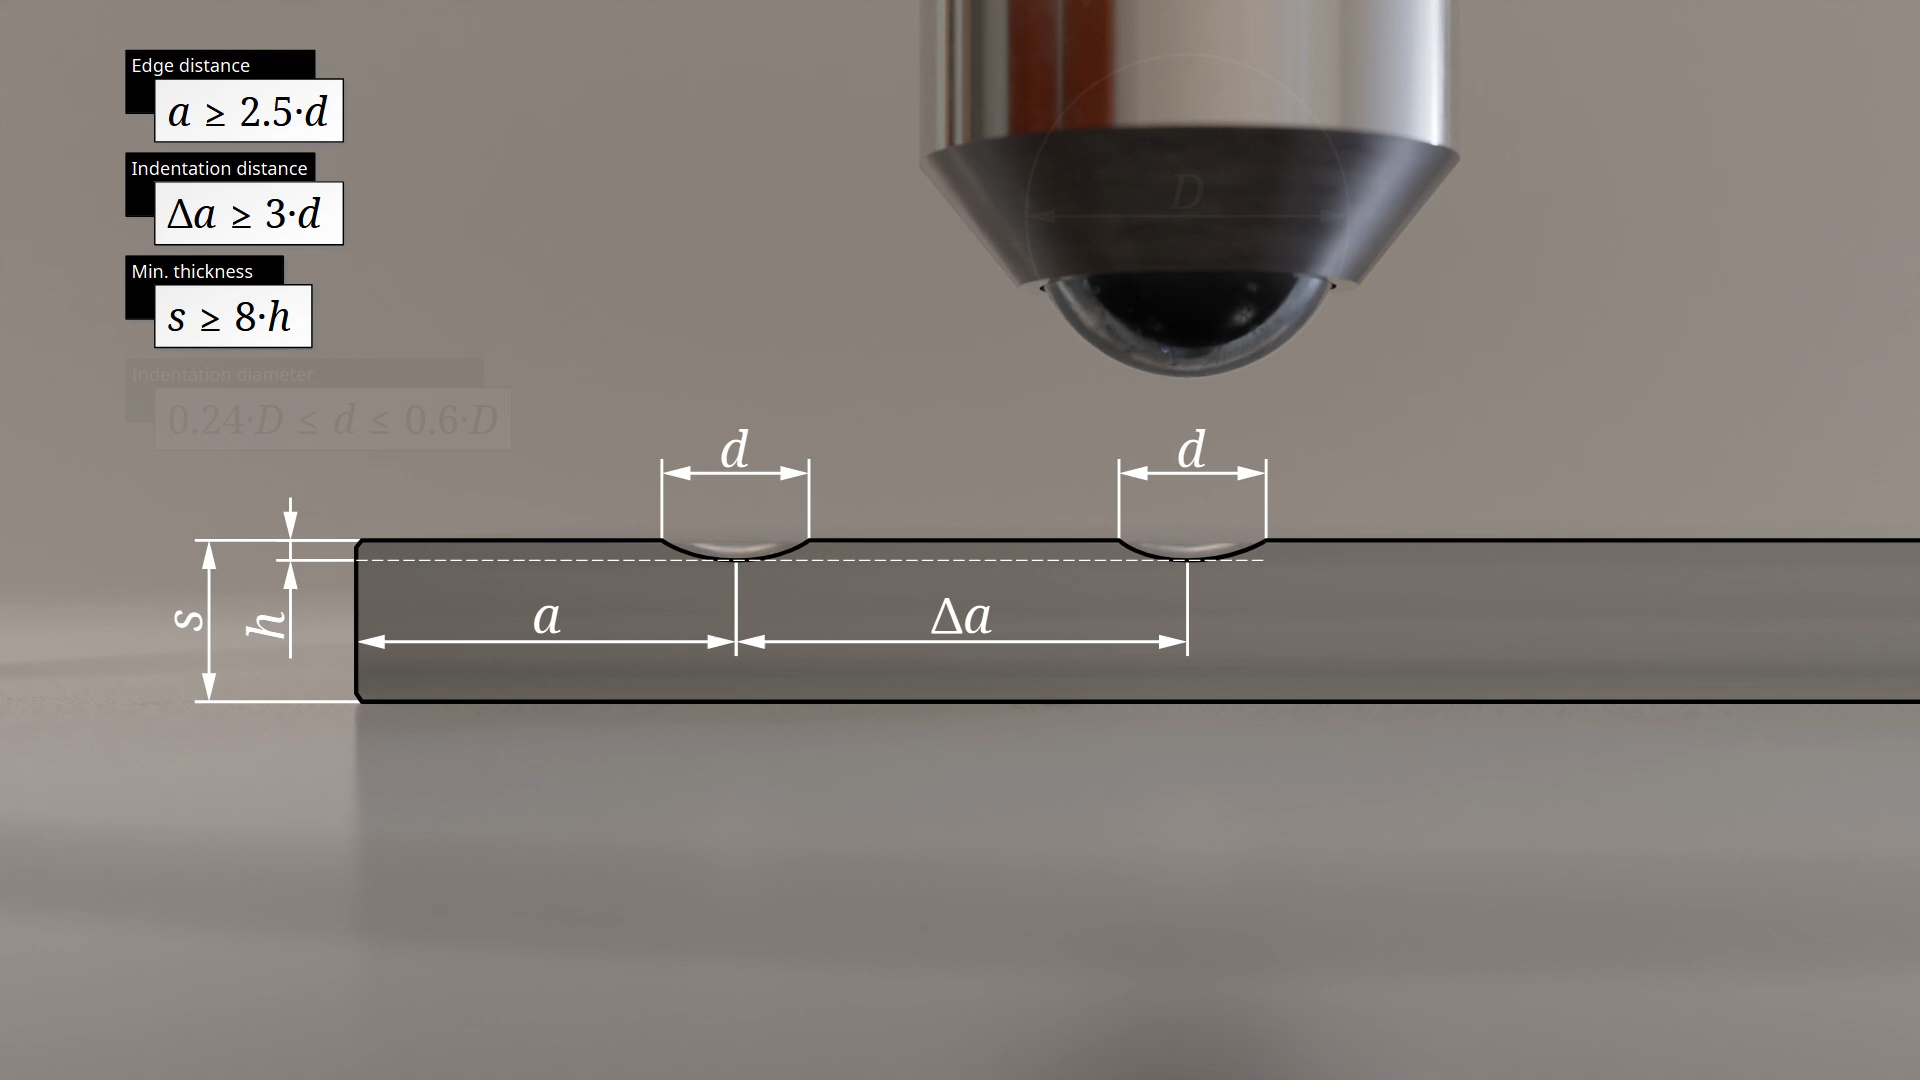 Edge distance
a ≥ 2.5·d
Indentation distance
Δa ≥ 3·d
Min. thickness
s ≥ 8·h
Indentation diameter
0.24·D ≤ d ≤ 0.6·D
D
d d
s h a Δa